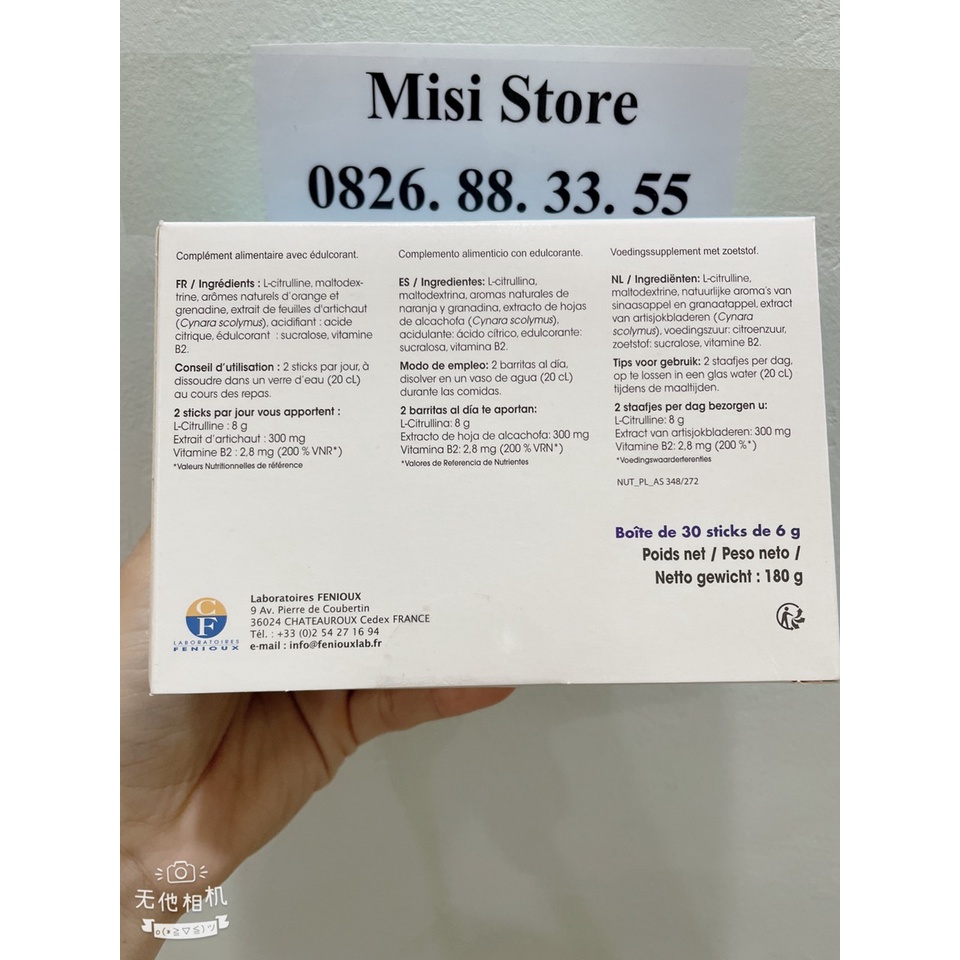 Misi Store
0826. 88. 33. 55
Complément alimentaire avec édulcorant.
FR / Ingrédients : L-citrulline, maltodex-
trine, arômes naturels d'orange et
grenadine, extrait de feuilles d'artichaut
(Cynara scolymus), acidifiant : acide
citrique, édulcorant : sucralose, vitamine
B2.
Conseil d'utilisation : 2 sticks par jour, à
dissoudre dans un verre d'eau (20 cL)
au cours des repas.
2 sticks par jour vous apportent :
L-Citrulline : 8 g
Extrait d'artichaut : 300 mg
Vitamine B2 : 2,8 mg (200 % VNR*)
*Valeurs Nutritionnelles de référence
Complemento alimenticio con edulcorante.
ES / Ingredientes: L-citrullina,
maltodextrina, aromas naturales de
naranja y granadina, extracto de hojas
de alcachofa (Cynara scolymus),
acidulante: ácido cítrico, edulcorante:
sucralosa, vitamina B2.
Modo de empleo: 2 barritas al día,
disolver en un vaso de agua (20 cL)
durante las comidas.
2 barritas al día te aportan:
L-Citrullina: 8 g
Extracto de hoja de alcachofa: 300 mg
Vitamina B2: 2,8 mg (200 % VRN*)
*Valores de Referencia de Nutrientes
Voedingssupplement met zoetstof.
NL / Ingrediënten: L-citrulline,
maltodextrine, natuurlijke aroma's van
sinaasappel en granaatappel, extract
van artisjokbladeren (Cynara
scolymus), voedingszuur: citroenzuur,
zoetstof: sucralose, vitamine B2.
Tips voor gebruik: 2 staafjes per dag,
op te lossen in een glas water (20 cL)
tijdens de maaltijden.
2 staafjes per dag bezorgen u:
L-Citrulline: 8 g
Extract van artisjokbladeren: 300 mg
Vitamine B2: 2,8 mg (200 %*)
*Voedingswaarderferenties
NUT_PL_AS 348/272
Boîte de 30 sticks de 6 g
Poids net / Peso neto /
Netto gewicht : 180 g
CF
LABORATOIRES
FENIOUX
Laboratoires FENIOUX
9 Av. Pierre de Coubertin
36024 CHATEAUROUX Cedex FRANCE
Tél. : +33 (0)2 54 27 16 94
e-mail : info@feniouxlab.fr
无他相机